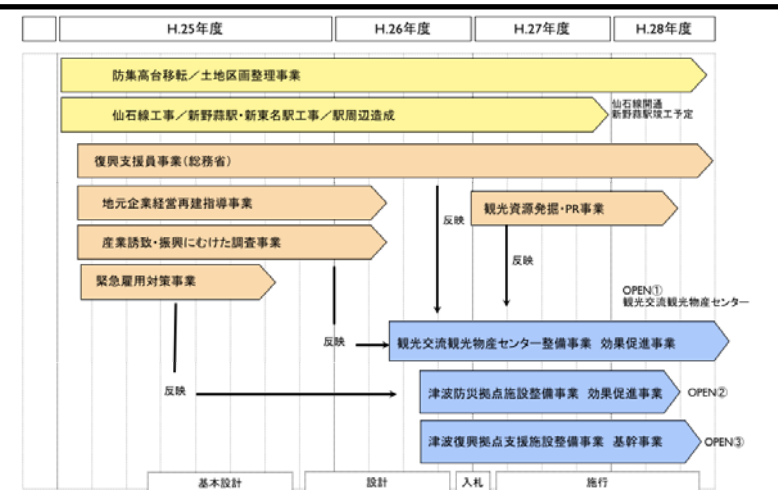 H.25年度 H.26年度 H.27年度 H.28年度
防集高台移転／土地区画整理事業
仙石線工事／新野蒜駅・新東名駅工事／駅周辺造成
仙石線開通
新野蒜駅竣工予定
復興支援員事業(総務省)
地元企業経営再建指導事業
反映
観光資源発掘・PR事業
産業誘致・振興にむけた調査事業
反映
緊急雇用対策事業
OPEN①
観光交流観光物産センター
反映
観光交流観光物産センター整備事業 効果促進事業
反映
津波防災拠点施設整備事業 効果促進事業
OPEN②
津波復興拠点支援施設整備事業 基幹事業
OPEN③
基本設計 設計 入札 施行